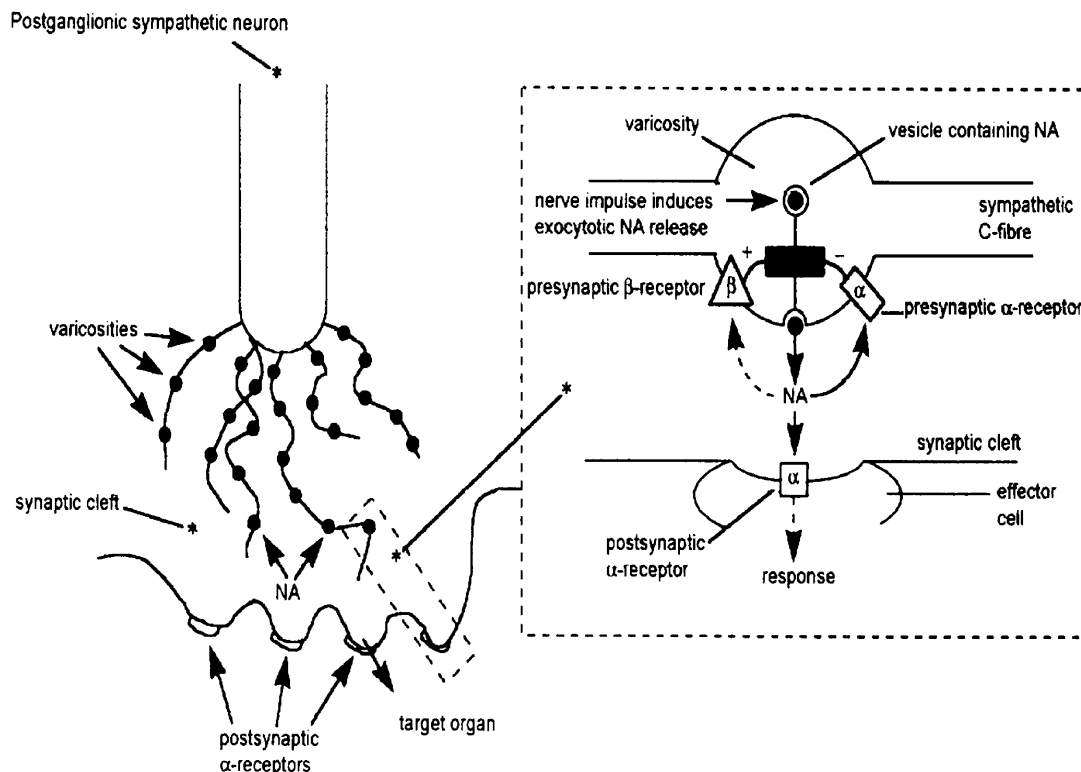 Postganglionic sympathetic neuron
*
varicosities
synaptic cleft
*
*
NA
postsynaptic
α-receptors
target organ
*
varicosity
vesicle containing NA
nerve impulse induces
exocytotic NA release
sympathetic
C-fibre
+
–
presynaptic β-receptor
β
α
presynaptic α-receptor
NA
synaptic cleft
α
effector
cell
postsynaptic
α-receptor
response